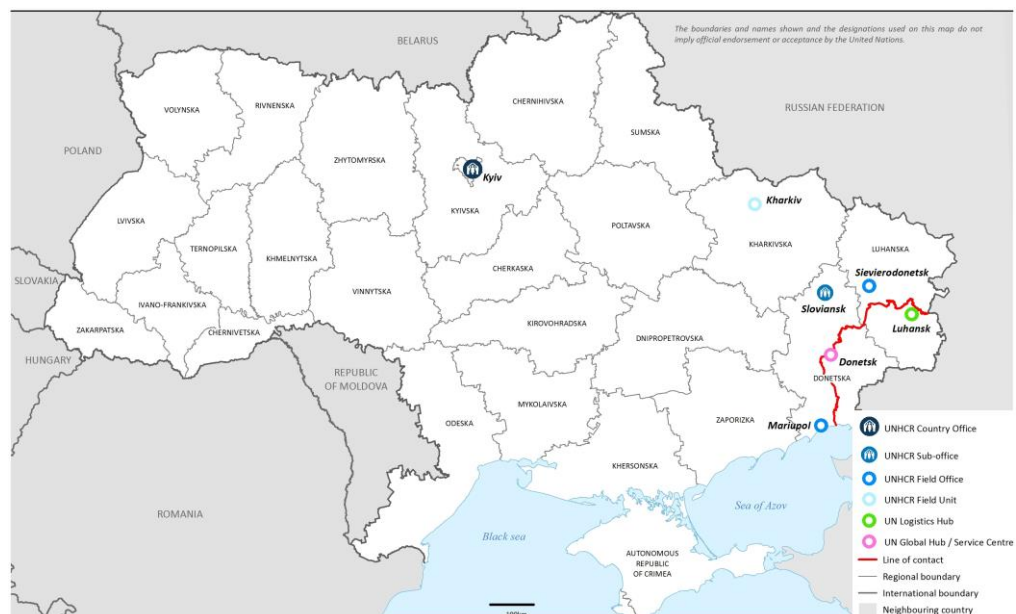 The boundaries and names shown and the designations used on this map do not
imply official endorsement or acceptance by the United Nations.
BELARUS
RUSSIAN FEDERATION
POLAND
SLOVAKIA
HUNGARY
REPUBLIC
OF MOLDOVA
ROMANIA
VOLYNSKA
RIVNENSKA
ZHYTOMYRSKA
CHERNIHIVSKA
SUMSKA
Kyiv
KYIVSKA
LVIVSKA
TERNOPILSKA
KHMELNYTSKA
VINNYTSKA
CHERKASKA
POLTAVSKA
Kharkiv
KHARKIVSKA
LUHANSKA
Sievierodonetsk
Sloviansk
Luhansk
IVANO-FRANKIVSKA
ZAKARPATSKA
CHERNIVETSKA
KIROVOHRADSKA
DNIPROPETROVSKA
Donetsk
DONETSKA
ODESKA
MYKOLAIVSKA
ZAPORIZKA
Mariupol
KHERSONSKA
Sea of Azov
Black sea
AUTONOMOUS
REPUBLIC
OF CRIMEA
UNHCR Country Office
UNHCR Sub-office
UNHCR Field Office
UNHCR Field Unit
UN Logistics Hub
UN Global Hub / Service Centre
Line of contact
Regional boundary
International boundary
Neighbouring country